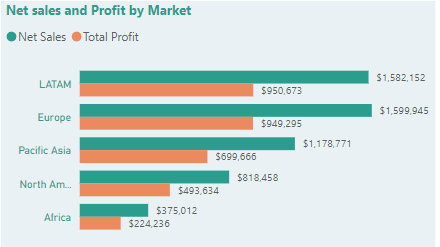 Net sales and Profit by Market
Net Sales Total Profit
LATAM
$1,582,152
$950,673
Europe
$1,599,945
$949,295
Pacific Asia
$1,178,771
$699,666
North Am...
$818,458
$493,634
Africa
$375,012
$224,236